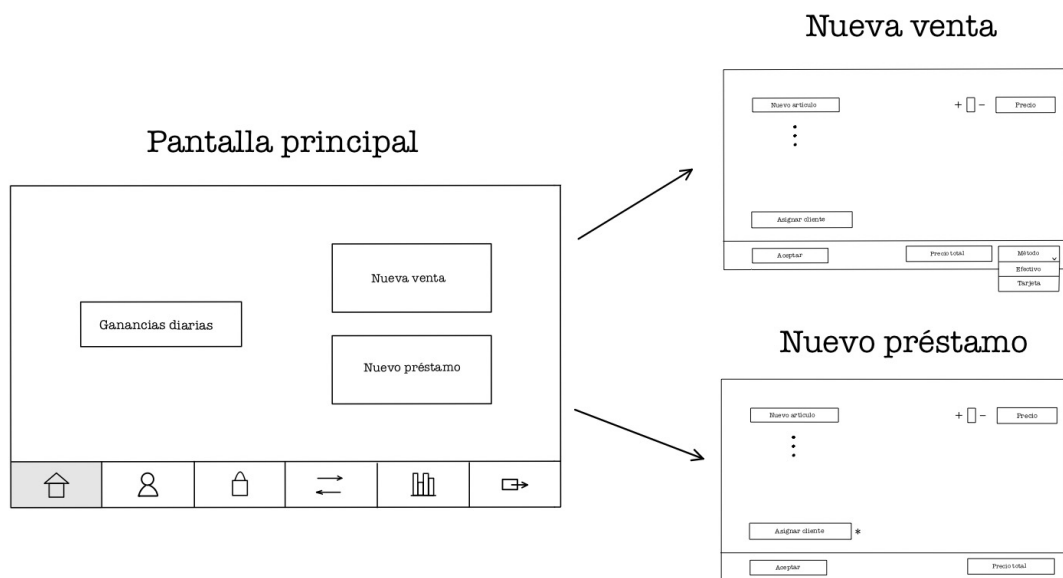 Pantalla principal
Ganancias diarias
Nueva venta
Nuevo préstamo
Nueva venta
Nuevo artículo
+ -
Precio
Asignar cliente
Aceptar
Precio total
Método
Efectivo
Tarjeta
Nuevo préstamo
Nuevo artículo
+ -
Precio
Asignar cliente *
Aceptar
Precio total